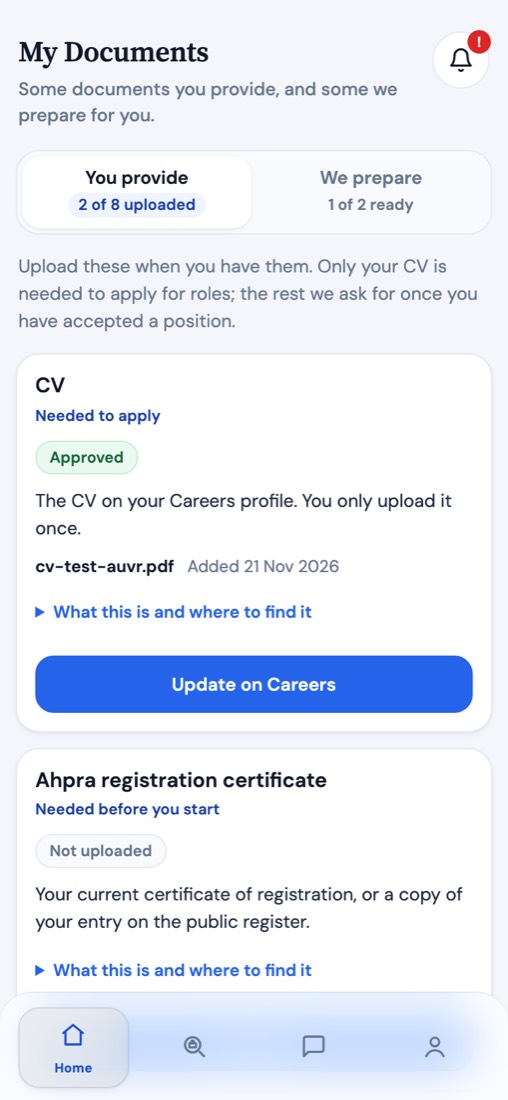 My Documents
!
Some documents you provide, and some we
prepare for you.
You provide
2 of 8 uploaded
We prepare
1 of 2 ready
Upload these when you have them. Only your CV is
needed to apply for roles; the rest we ask for once you
have accepted a position.
CV
Needed to apply
Approved
The CV on your Careers profile. You only upload it
once.
cv-test-auvr.pdf Added 21 Nov 2026
What this is and where to find it
Update on Careers
Ahpra registration certificate
Needed before you start
Not uploaded
Your current certificate of registration, or a copy of
your entry on the public register.
What this is and where to find it
Home